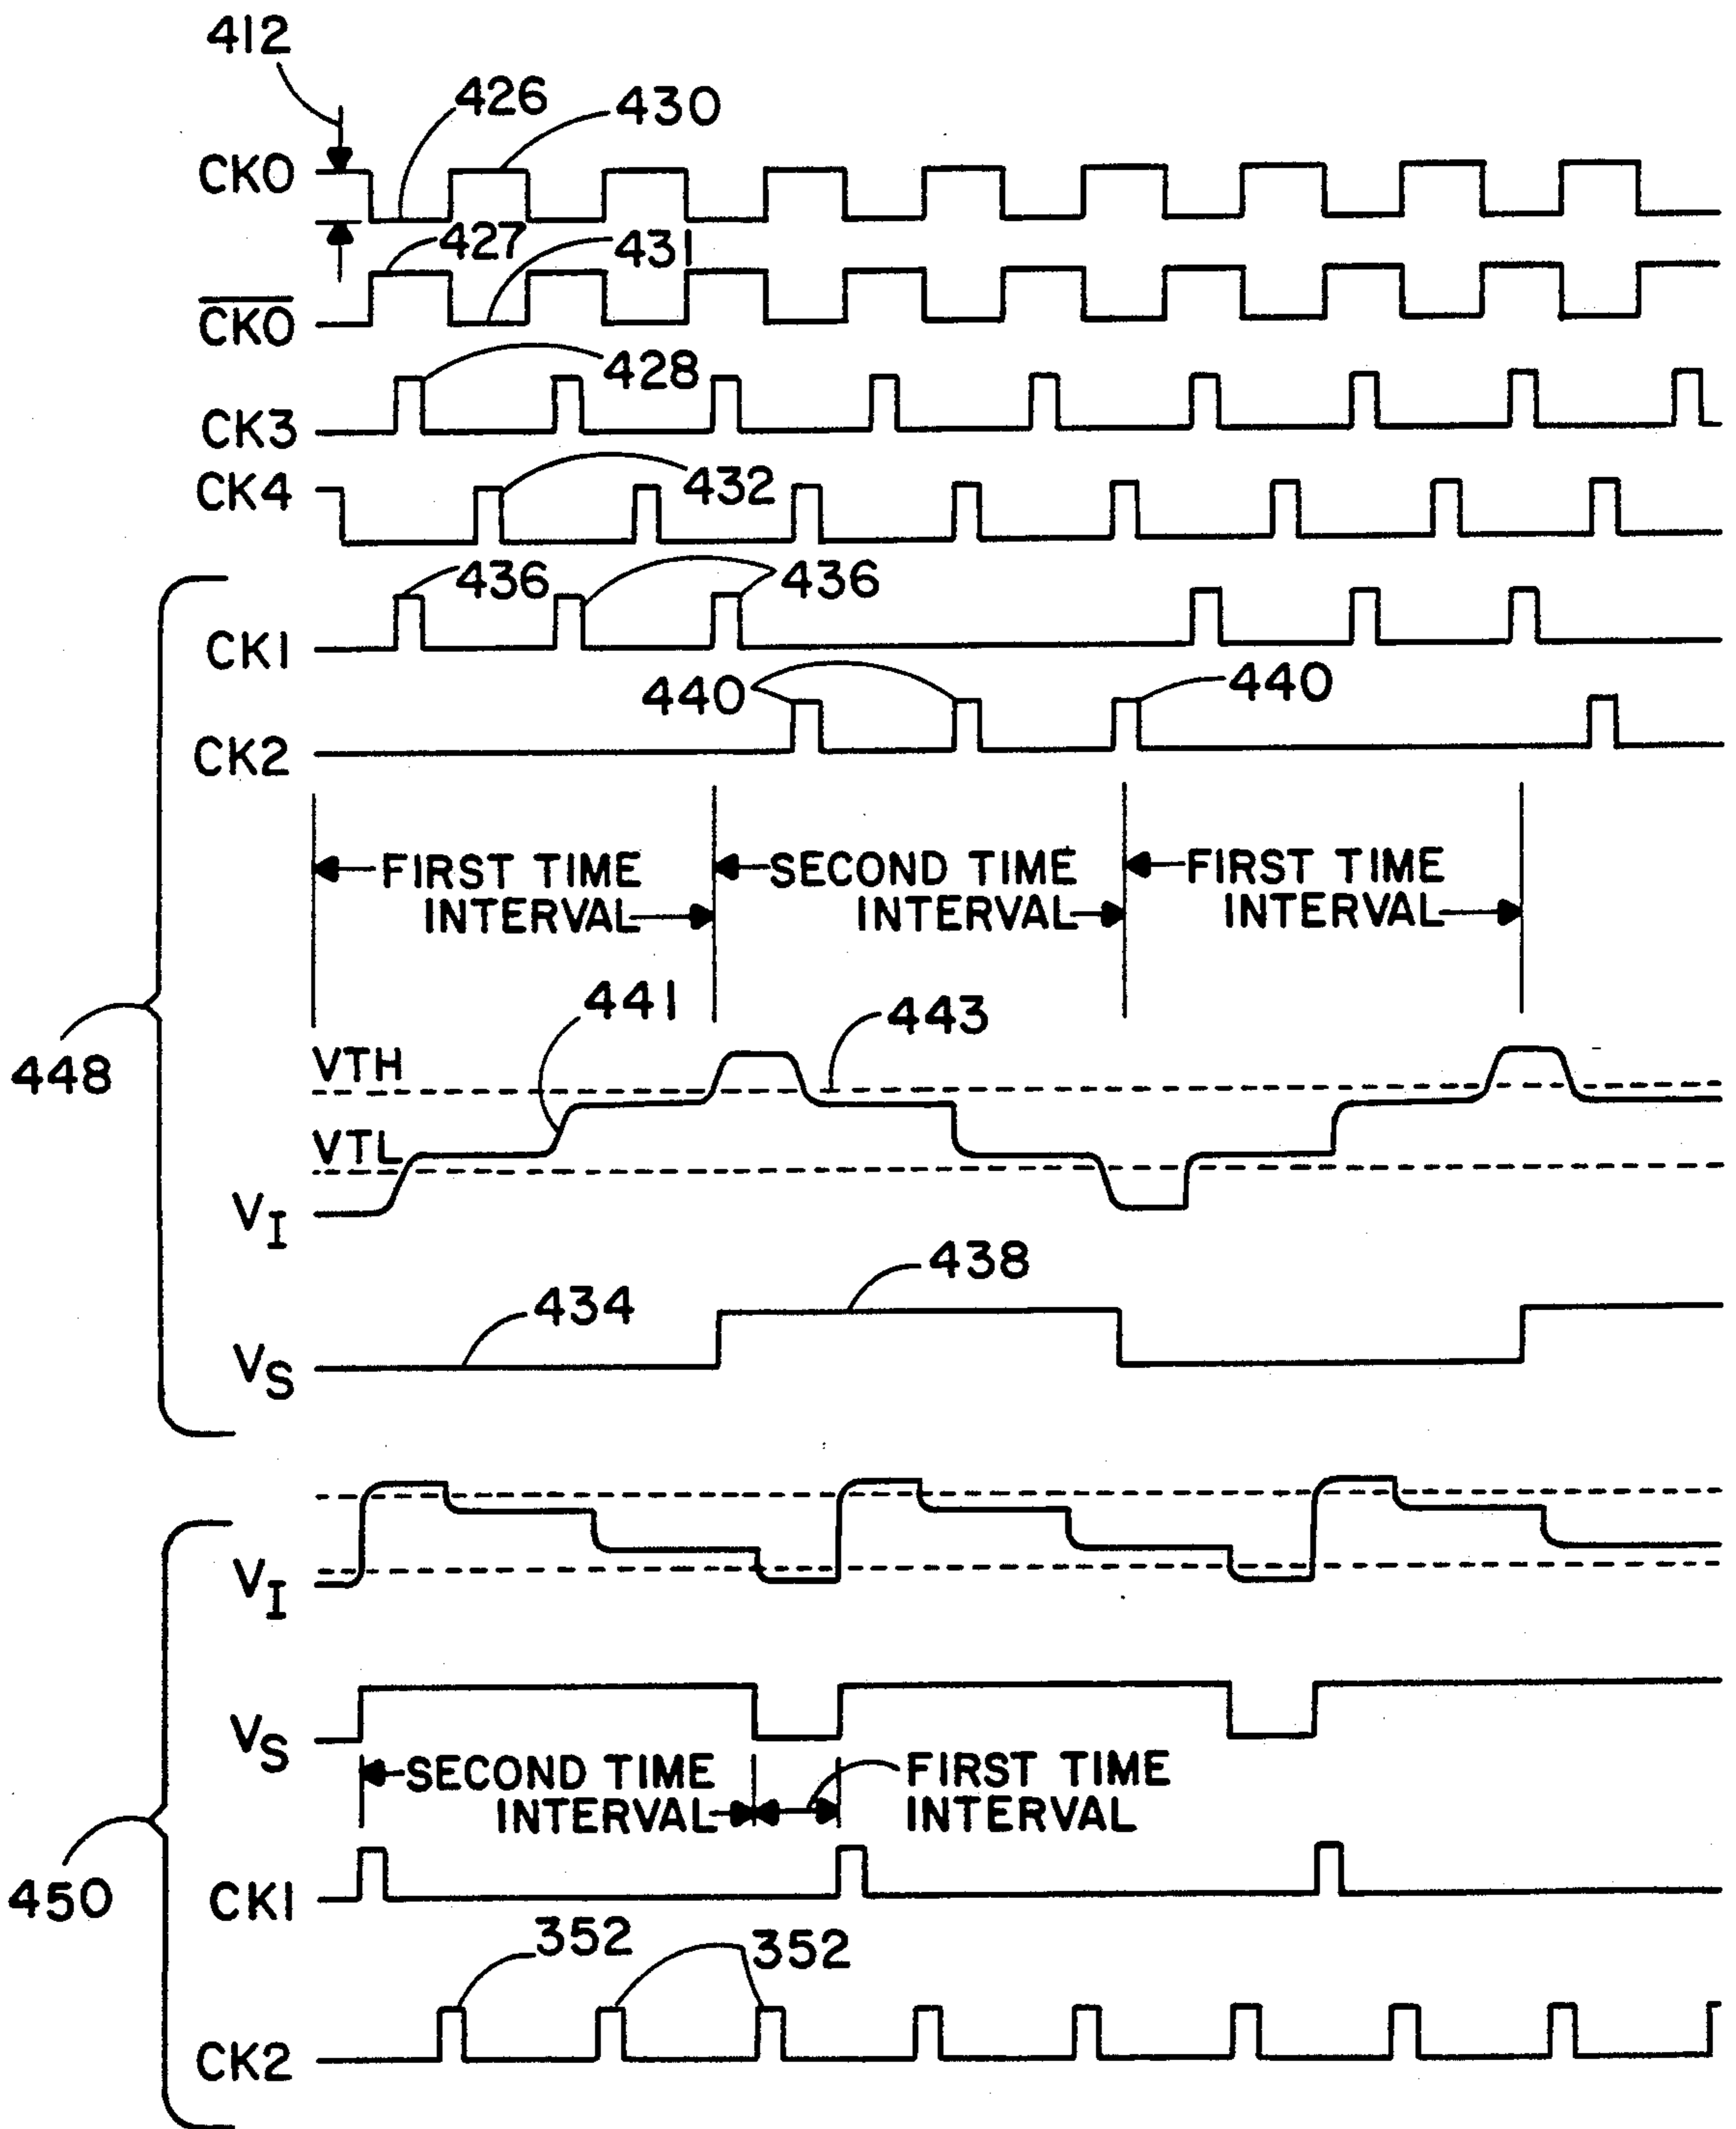 412
426
430
CK0
427
431
CK0
428
CK3
CK4
432
436
436
CK1
440
440
CK2
FIRST TIME
INTERVAL
SECOND TIME
INTERVAL
FIRST TIME
INTERVAL
441
443
VTH
448
VTL
VI
438
434
VS
VI
VS
SECOND TIME
INTERVAL
FIRST TIME
INTERVAL
450
CK1
352
352
CK2